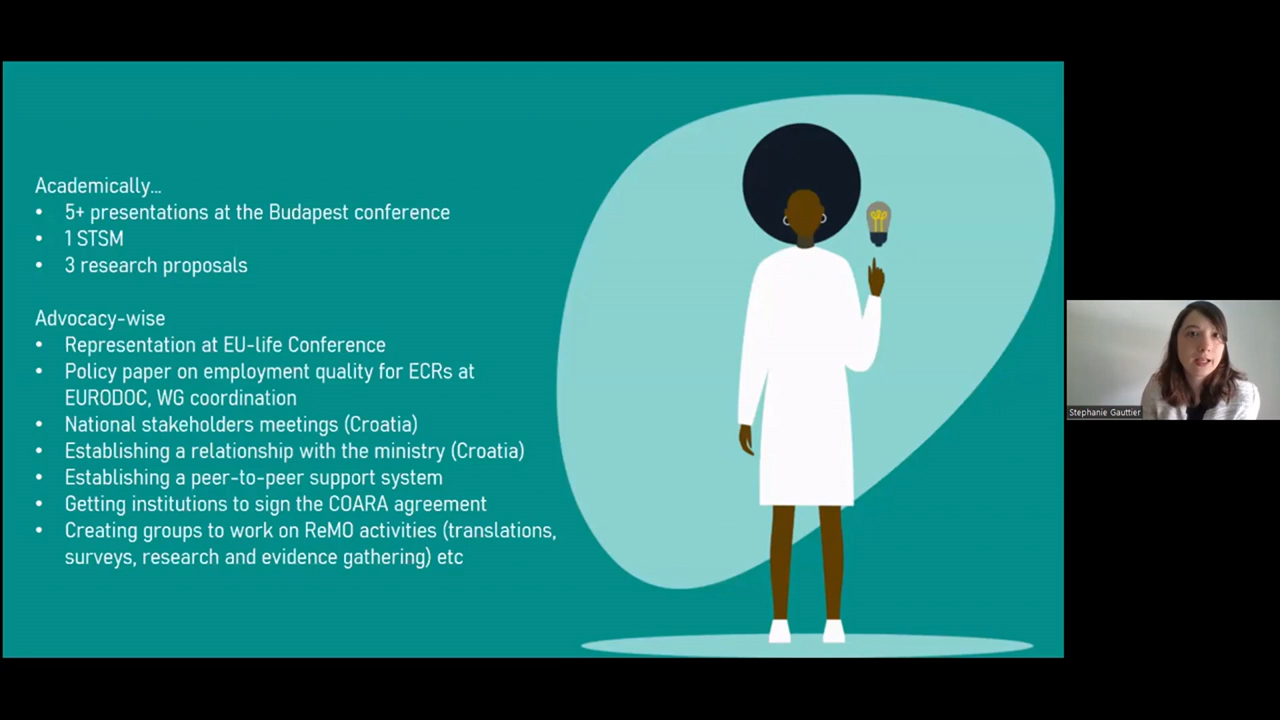 Academically...
• 5+ presentations at the Budapest conference
• 1 STSM
• 3 research proposals
Advocacy-wise
• Representation at EU-life Conference
• Policy paper on employment quality for ECRs at
EURODOC, WG coordination
• National stakeholders meetings (Croatia)
• Establishing a relationship with the ministry (Croatia)
• Establishing a peer-to-peer support system
• Getting institutions to sign the COARA agreement
• Creating groups to work on ReMO activities (translations,
surveys, research and evidence gathering) etc
Stephanie Gauttier